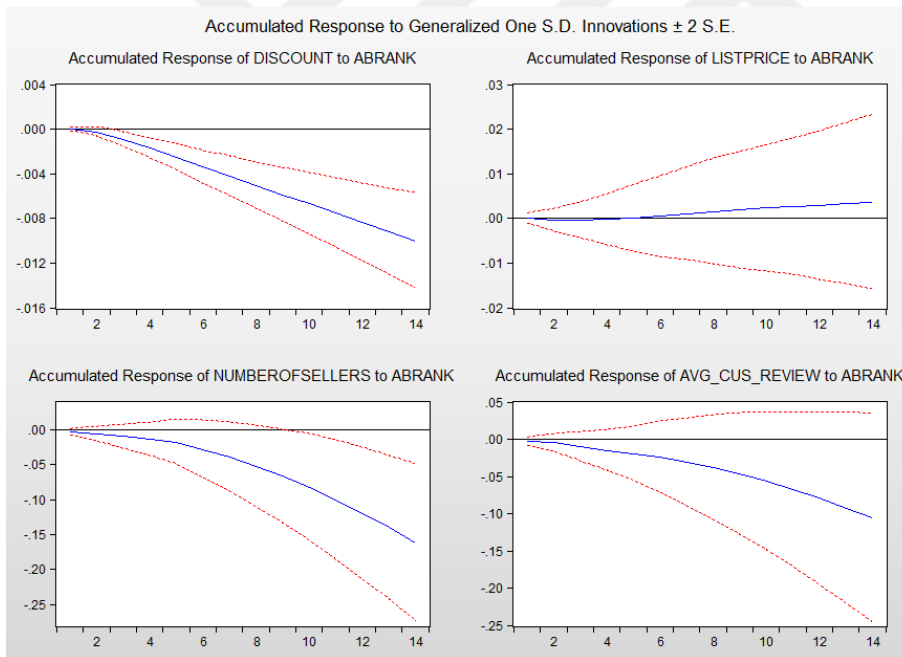 Accumulated Response to Generalized One S.D. Innovations ± 2 S.E.
Accumulated Response of DISCOUNT to ABRANK
.004
.000
-.004
-.008
-.012
-.016
2 4 6 8 10 12 14
Accumulated Response of LISTPRICE to ABRANK
.03
.02
.01
.00
-.01
-.02
2 4 6 8 10 12 14
Accumulated Response of NUMBEROFSELLERS to ABRANK
.00
-.05
-.10
-.15
-.20
-.25
2 4 6 8 10 12 14
Accumulated Response of AVG_CUS_REVIEW to ABRANK
.05
.00
-.05
-.10
-.15
-.20
-.25
2 4 6 8 10 12 14